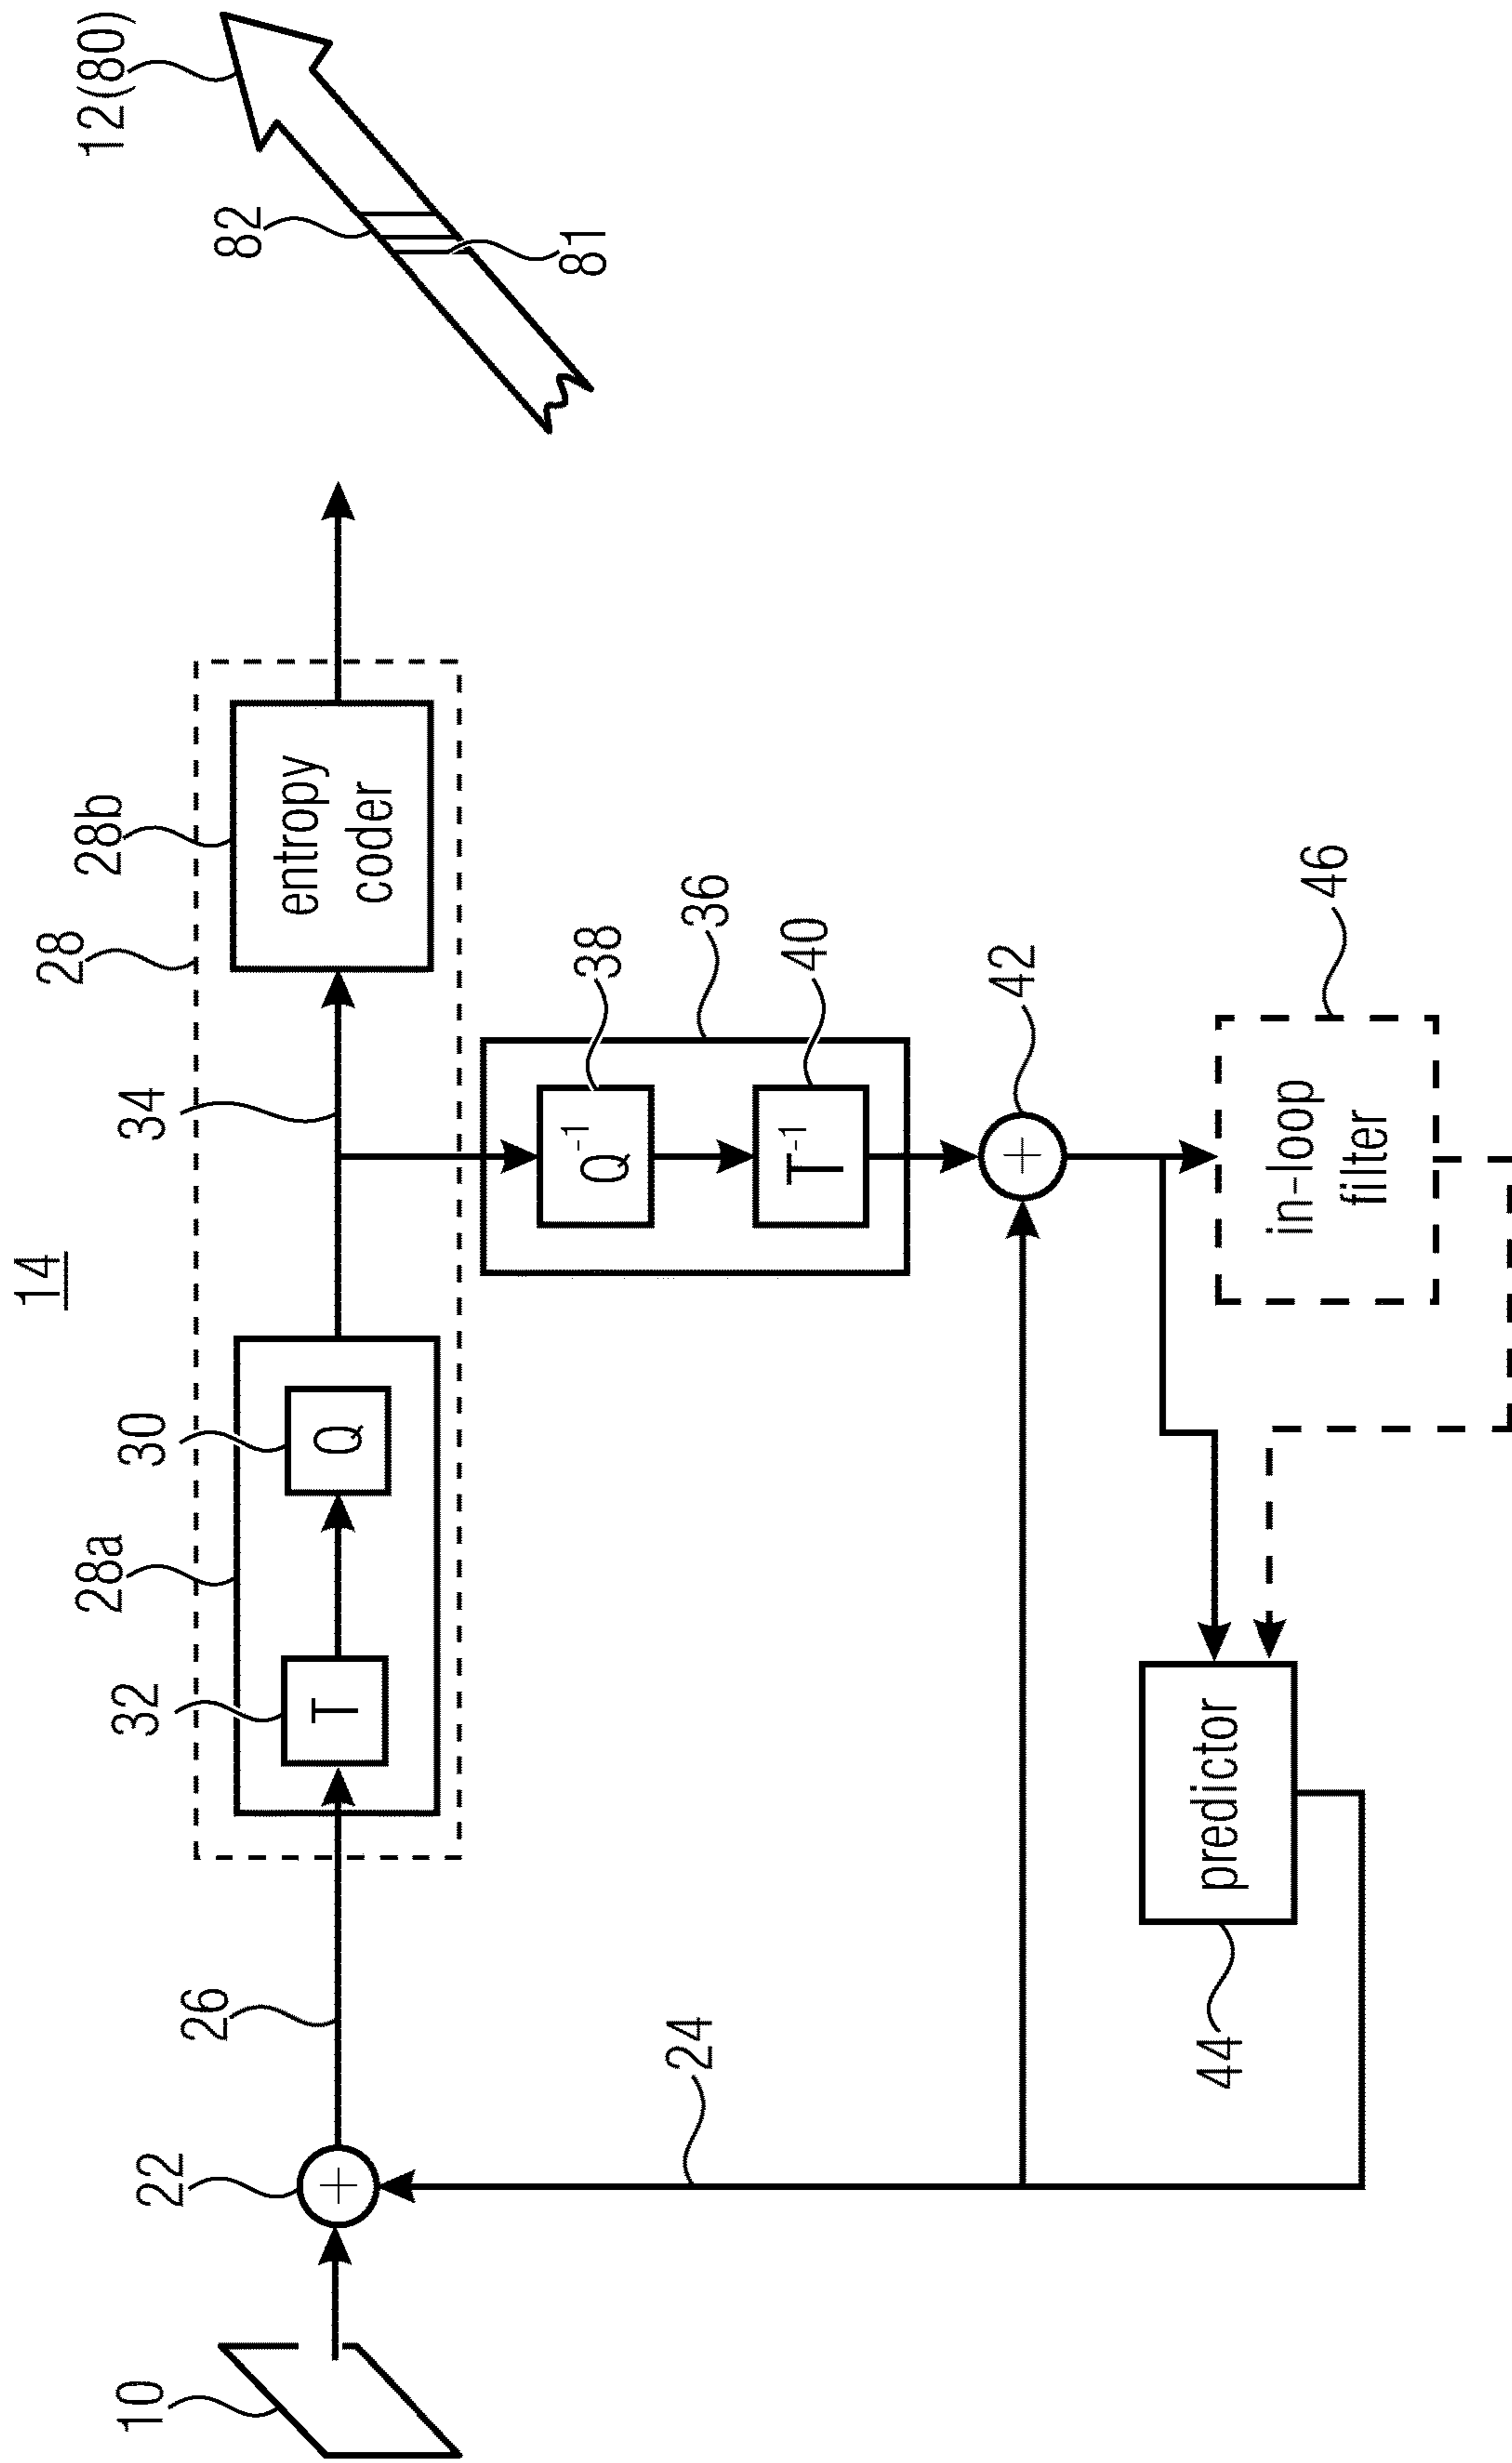 14
12(80)
82
81
28
28b
entropy
coder
34
28a
30
Q
32
T
26
22
+
10
36
38
Q⁻¹
40
T⁻¹
42
+
24
46
in-loop
filter
predictor
44